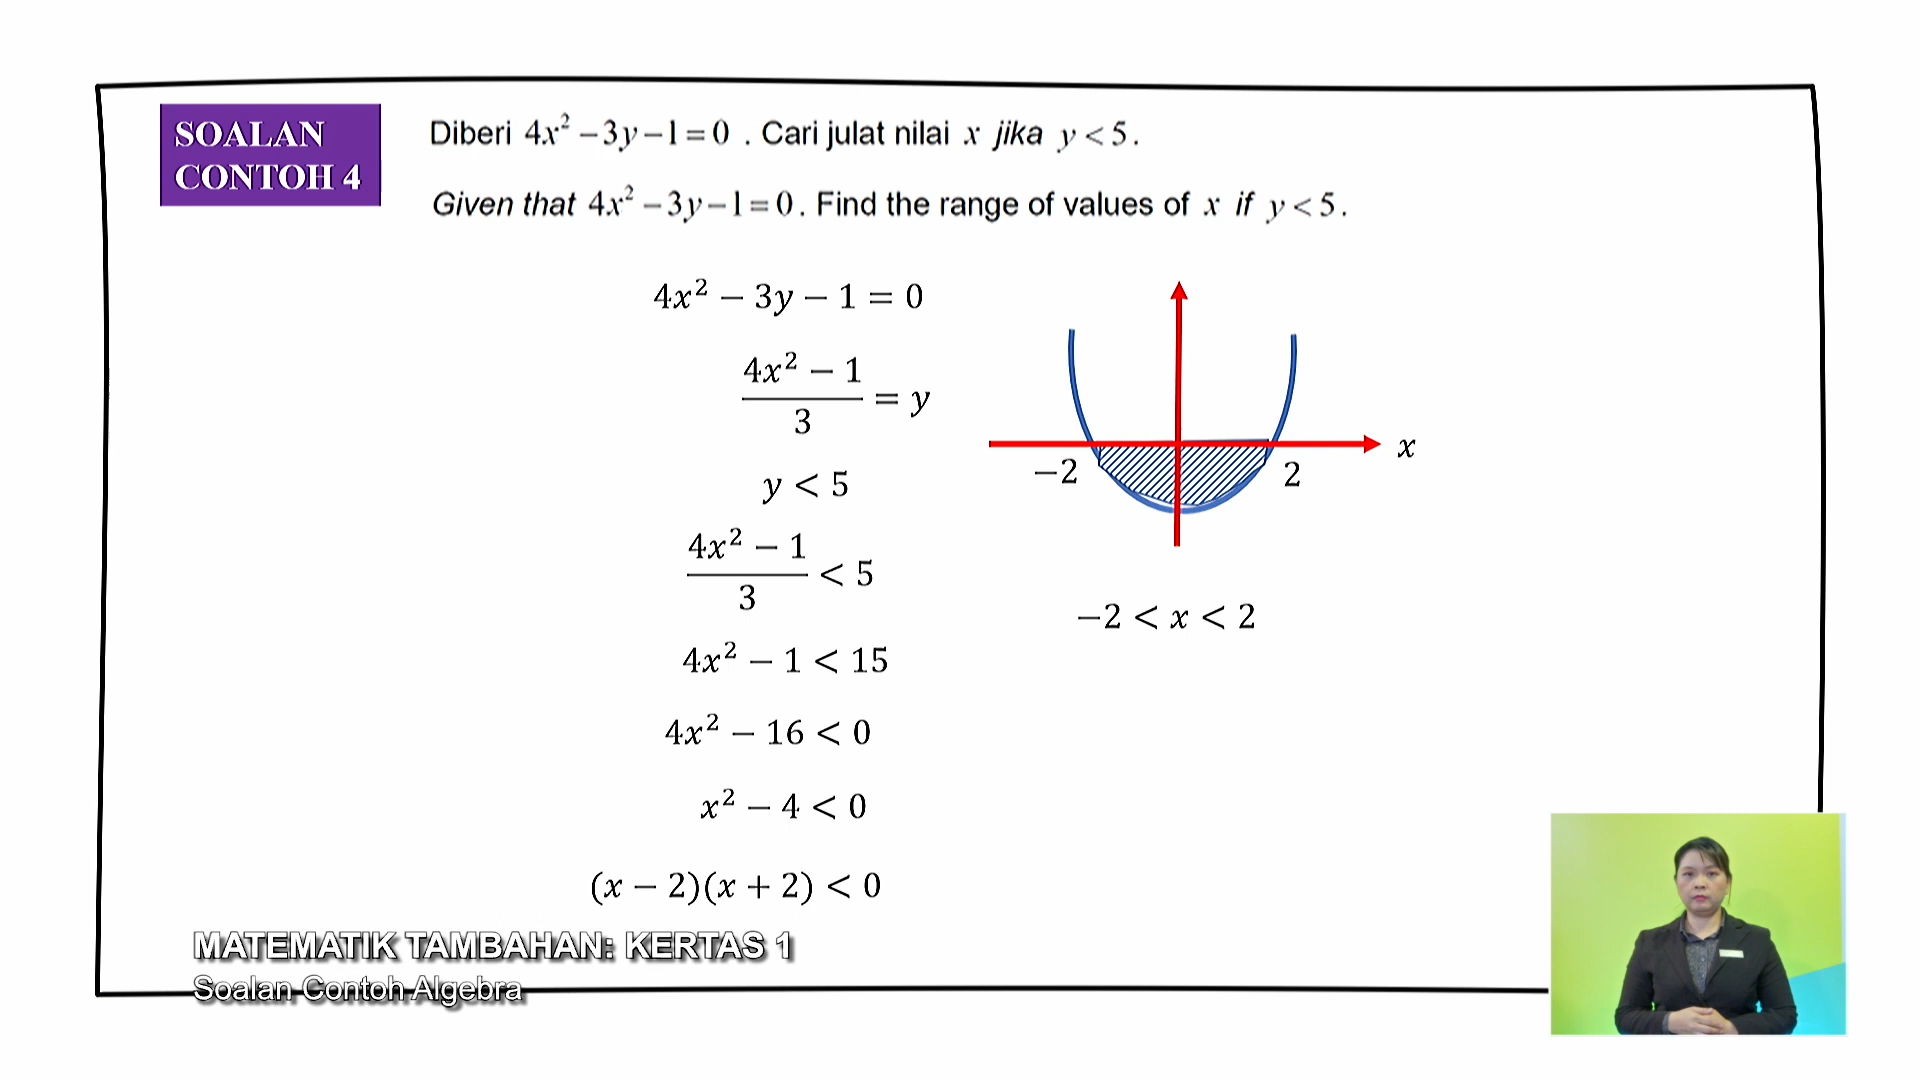 SOALAN
CONTOH 4
Diberi 4x² − 3y − 1 = 0 . Cari julat nilai x jika y < 5 .
Given that 4x² − 3y − 1 = 0 . Find the range of values of x if y < 5 .
4x² − 3y − 1 = 0
(4x² − 1)/3 = y
y < 5
(4x² − 1)/3 < 5
4x² − 1 < 15
4x² − 16 < 0
x² − 4 < 0
(x − 2)(x + 2) < 0
x
−2
2
−2 < x < 2
MATEMATIK TAMBAHAN: KERTAS 1
Soalan Contoh Algebra